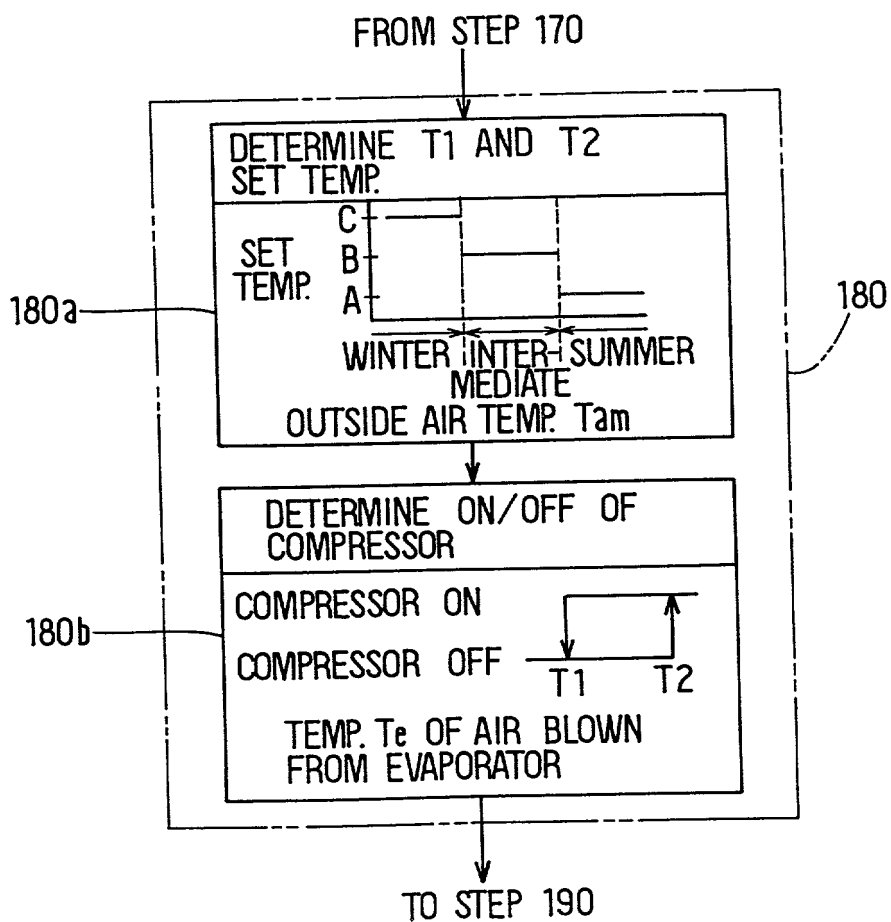 FROM STEP 170
DETERMINE T1 AND T2
SET TEMP.
C
SET
TEMP.
B
A
180a
180
WINTER INTER- SUMMER
MEDIATE
OUTSIDE AIR TEMP. Tam
DETERMINE ON/OFF OF
COMPRESSOR
COMPRESSOR ON
180b
COMPRESSOR OFF
T1 T2
TEMP. Te OF AIR BLOWN
FROM EVAPORATOR
TO STEP 190